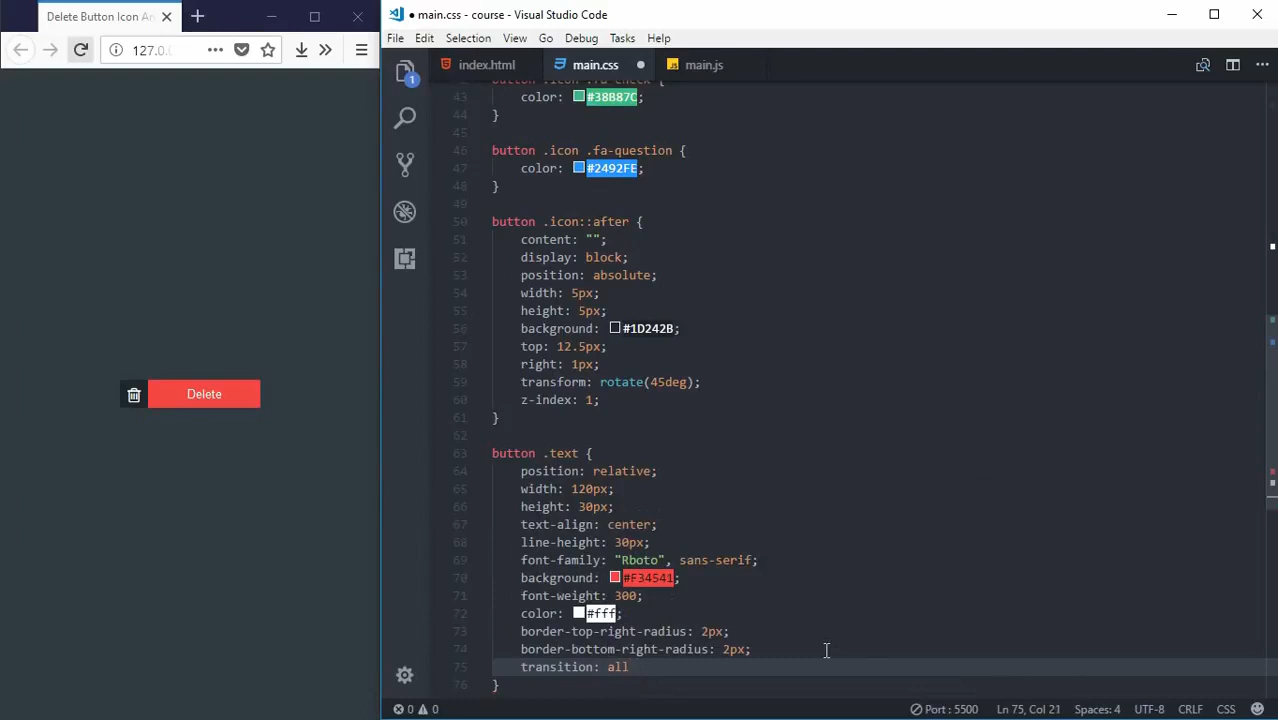 Delete Button Icon An
main.css - course - Visual Studio Code
File Edit Selection View Go Debug Tasks Help
127.0.
index.html
main.css
main.js
1
button .icon .fa-check {
43 color: #38B87C;
44 }
45
46 button .icon .fa-question {
47 color: #2492FE;
48 }
49
50 button .icon::after {
51 content: "";
52 display: block;
53 position: absolute;
54 width: 5px;
55 height: 5px;
56 background: #1D242B;
57 top: 12.5px;
58 right: 1px;
59 transform: rotate(45deg);
60 z-index: 1;
61 }
62
63 button .text {
64 position: relative;
65 width: 120px;
66 height: 30px;
67 text-align: center;
68 line-height: 30px;
69 font-family: "Rboto", sans-serif;
70 background: #F34541;
71 font-weight: 300;
72 color: #fff;
73 border-top-right-radius: 2px;
74 border-bottom-right-radius: 2px;
75 transition: all
76 }
Delete
0 0
Port : 5500 Ln 75, Col 21 Spaces: 4 UTF-8 CRLF CSS